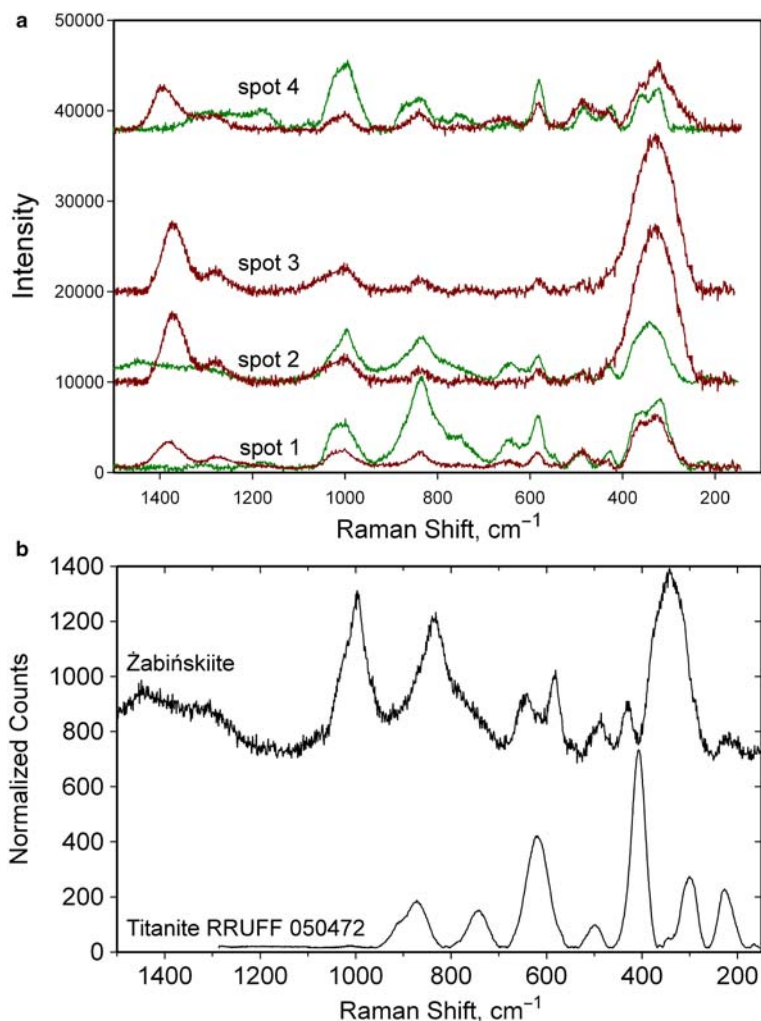 a
50000
40000
30000
20000
10000
0
Intensity
spot 4
spot 3
spot 2
spot 1
1400 1200 1000 800 600 400 200
Raman Shift, cm⁻¹
b
1400
1200
1000
800
600
400
200
0
Normalized Counts
Żabińskiite
Titanite RRUFF 050472
1400 1200 1000 800 600 400 200
Raman Shift, cm⁻¹